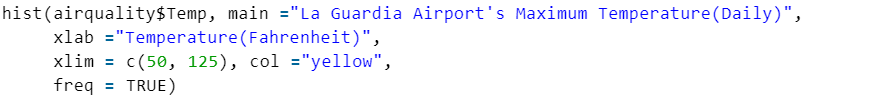 hist(airquality$Temp, main ="La Guardia Airport's Maximum Temperature(Daily)",
xlab ="Temperature(Fahrenheit)",
xlim = c(50, 125), col ="yellow",
freq = TRUE)